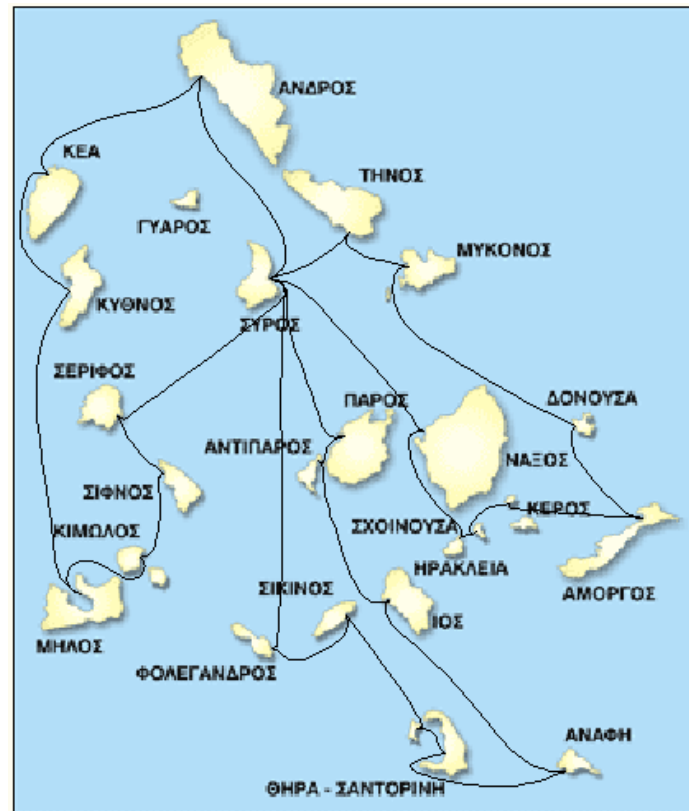 ΑΝΔΡΟΣ
ΚΕΑ
ΤΗΝΟΣ
ΓΥΑΡΟΣ
ΜΥΚΟΝΟΣ
ΚΥΘΝΟΣ
ΣΥΡΟΣ
ΣΕΡΙΦΟΣ
ΔΟΝΟΥΣΑ
ΠΑΡΟΣ
ΑΝΤΙΠΑΡΟΣ
ΝΑΞΟΣ
ΣΙΦΝΟΣ
ΚΕΡΟΣ
ΣΧΟΙΝΟΥΣΑ
ΚΙΜΩΛΟΣ
ΗΡΑΚΛΕΙΑ
ΑΜΟΡΓΟΣ
ΣΙΚΙΝΟΣ
ΙΟΣ
ΜΗΛΟΣ
ΦΟΛΕΓΑΝΔΡΟΣ
ΑΝΑΦΗ
ΘΗΡΑ - ΣΑΝΤΟΡΙΝΗ